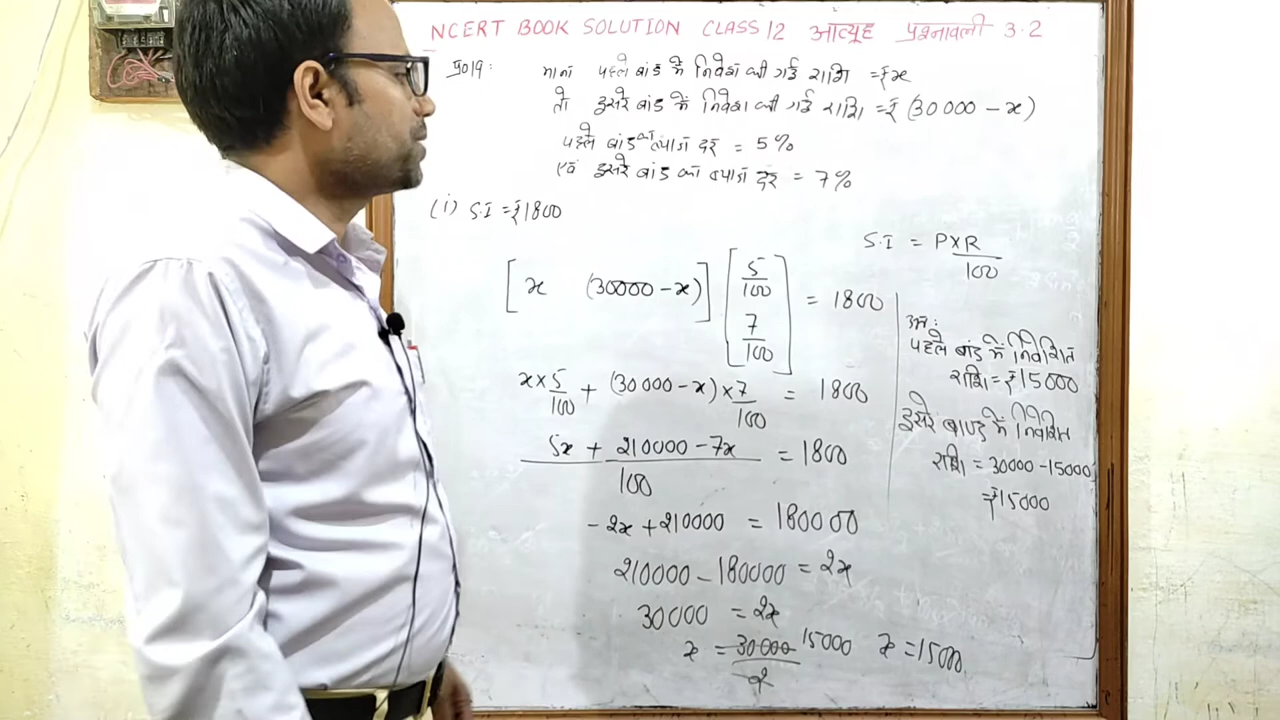 NCERT BOOK SOLUTION CLASS 12 आव्यूह प्रश्नावली 3.2
प्र०19: माना पहले बांड में निवेश की गई राशि = ₹x
तो दूसरे बांड में निवेश की गई राशि = ₹ (30000 - x)
पहले बांड का ब्याज दर = 5%
एवं दूसरे बांड का ब्याज दर = 7%
(i) S.I = ₹1800
S.I = P×R/100
[x (30000 - x)] [5/100 7/100] = 1800
x×5/100 + (30000 - x)×7/100 = 1800
5x + 210000 - 7x/100 = 1800
-2x + 210000 = 180000
210000 - 180000 = 2x
30000 = 2x
x = 30000/2 15000 x = 15000
अतः
पहले बांड में निवेशित
राशि = ₹15000
दूसरे बाण्ड में निवेशित
राशि = 30000 - 15000
= ₹15000